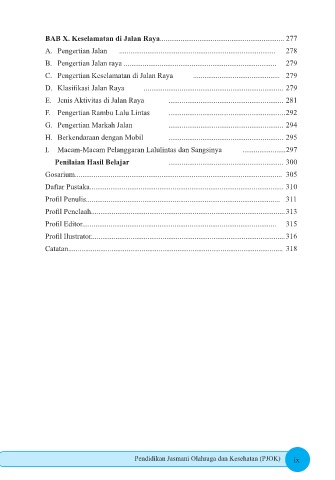 BAB X. Keselamatan di Jalan Raya................................................................ 277
A. Pengertian Jalan ................................................................................ 278
B. Pengertian Jalan raya .............................................................................. 279
C. Pengertian Keselamatan di Jalan Raya ............................................ 279
D. Klasifikasi Jalan Raya ........................................................................ 279
E. Jenis Aktivitas di Jalan Raya ........................................................... 281
F. Pengertian Rambu Lalu Lintas ............................................................292
G. Pengertian Markah Jalan ........................................................... 294
H. Berkendaraan dengan Mobil ........................................................... 295
I. Macam-Macam Pelanggaran Lalulintas dan Sangsinya ......................297
Penilaian Hasil Belajar ........................................................... 300
Gosarium........................................................................................................... 305
Daftar Pustaka................................................................................................... 310
Profil Penulis.................................................................................................... 311
Profil Penelaah...................................................................................................313
Profil Editor................................................................................................... 315
Profil Ilustrator...................................................................................................316
Catatan.............................................................................................................. 318
Pendidikan Jasmani Olahraga dan Kesehatan (PJOK) ix